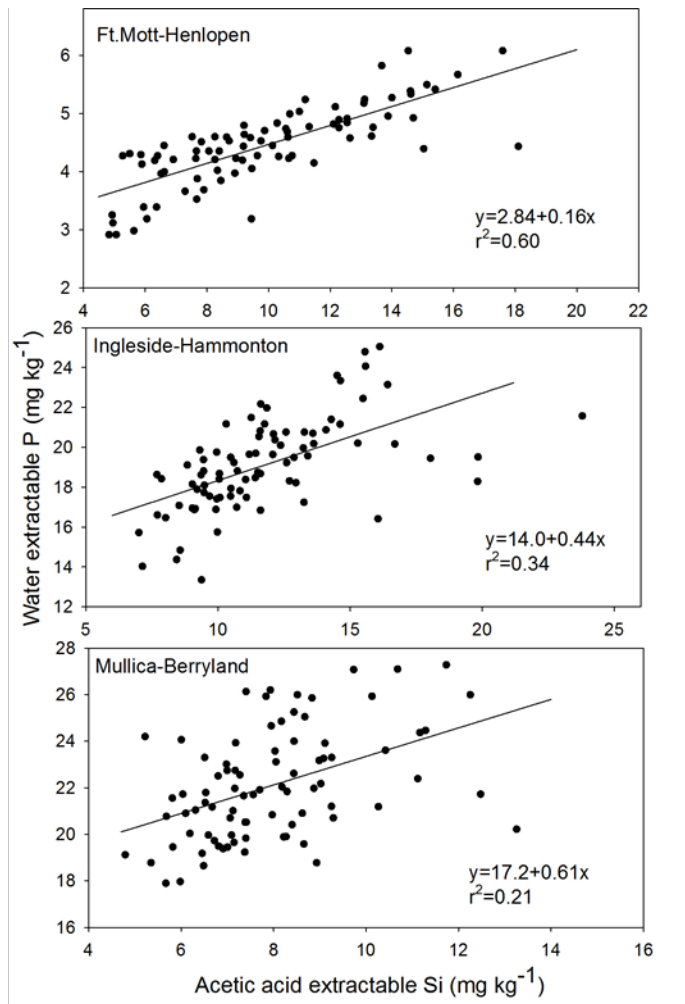 Ft.Mott-Henlopen
6
5
4
3
2
y=2.84+0.16x
r²=0.60
4 6 8 10 12 14 16 18 20 22
Water extractable P (mg kg⁻¹)
26
24
22
20
18
16
14
12
Ingleside-Hammonton
y=14.0+0.44x
r²=0.34
5 10 15 20 25
28
26
24
22
20
18
16
Mullica-Berryland
y=17.2+0.61x
r²=0.21
4 6 8 10 12 14 16
Acetic acid extractable Si (mg kg⁻¹)